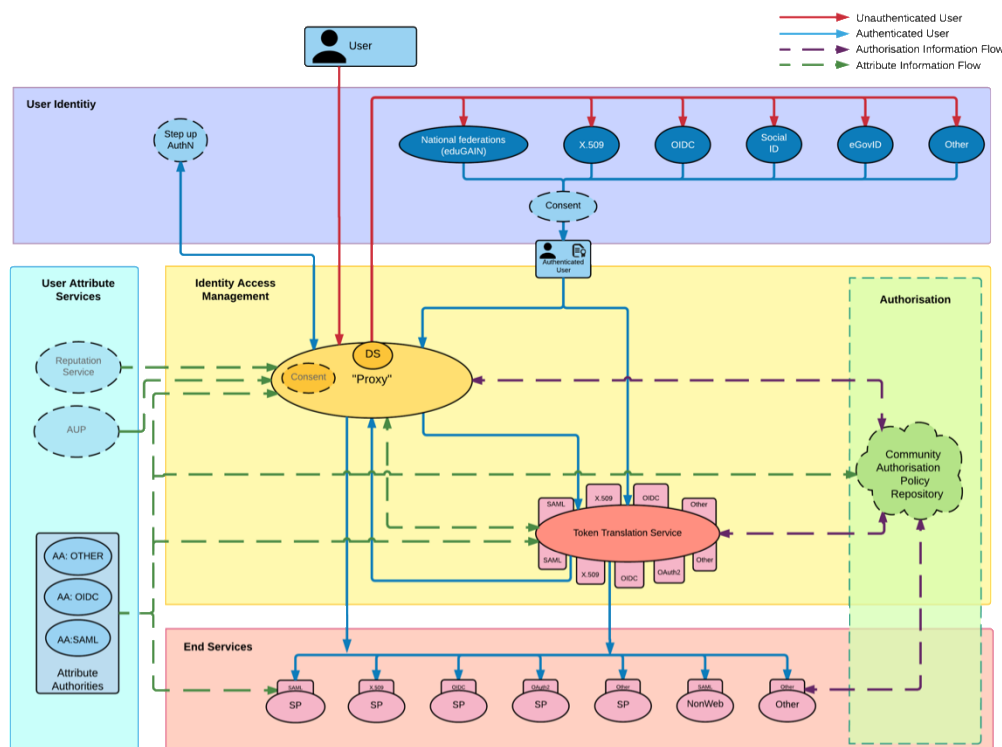 Unauthenticated User
Authenticated User
Authorisation Information Flow
Attribute Information Flow
User
User Identitiy
Step up
AuthN
National federations
(eduGAIN)
X.509
OIDC
Social
ID
eGovID
Other
Consent
Authenticated
User
User Attribute
Services
Identity Access
Management
Authorisation
Reputation
Service
AUP
DS
Consent
"Proxy"
Community
Authorisation
Policy
Repository
SAML
X.509
OIDC
Other
Token Translation Service
SAML
X.509
OIDC
OAuth2
Other
AA: OTHER
AA: OIDC
AA:SAML
Attribute
Authorities
End Services
SAML
SP
X.509
SP
OIDC
SP
OAuth2
SP
Other
SP
SAML
NonWeb
Other
Other